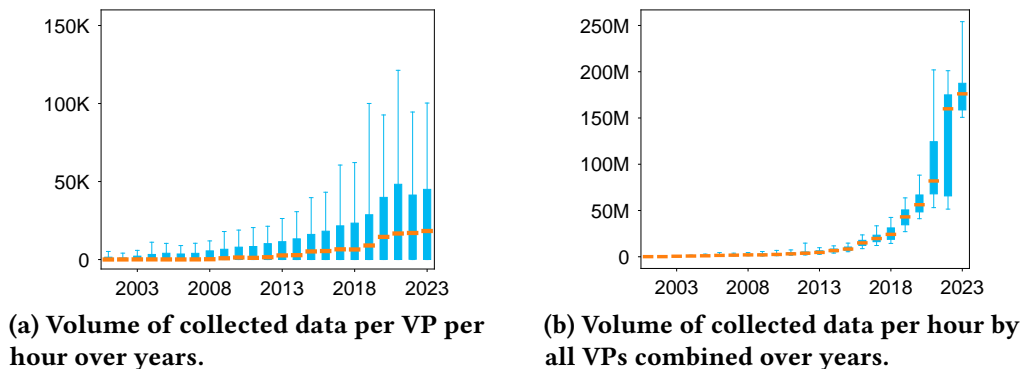 150K
100K
50K
0
2003 2008 2013 2018 2023
(a) Volume of collected data per VP per
hour over years.
250M
200M
150M
100M
50M
0
2003 2008 2013 2018 2023
(b) Volume of collected data per hour by
all VPs combined over years.